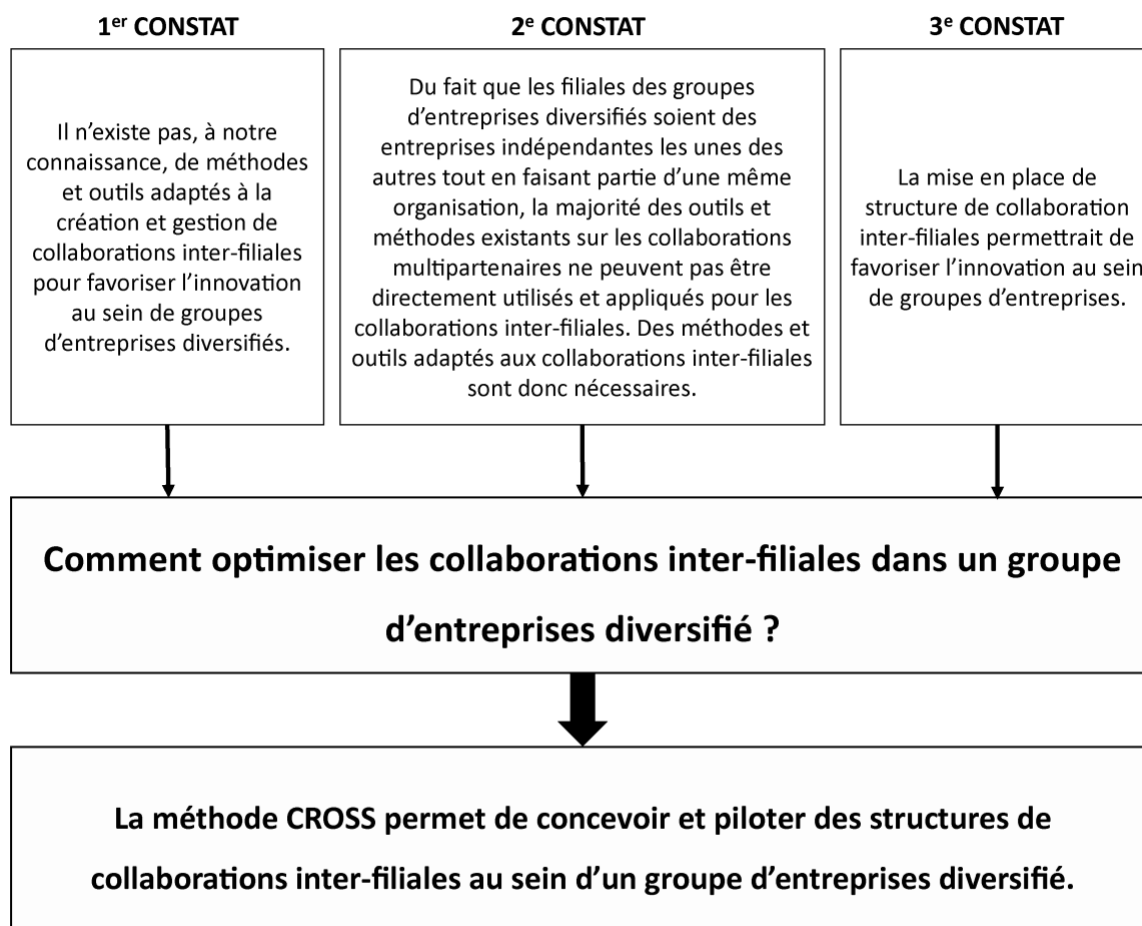 1er CONSTAT
Il n’existe pas, à notre
connaissance, de méthodes
et outils adaptés à la
création et gestion de
collaborations inter-filiales
pour favoriser l’innovation
au sein de groupes
d’entreprises diversifiés.
2e CONSTAT
Du fait que les filiales des groupes
d’entreprises diversifiés soient des
entreprises indépendantes les unes des
autres tout en faisant partie d’une même
organisation, la majorité des outils et
méthodes existants sur les collaborations
multipartenaires ne peuvent pas être
directement utilisés et appliqués pour les
collaborations inter-filiales. Des méthodes et
outils adaptés aux collaborations inter-filiales
sont donc nécessaires.
3e CONSTAT
La mise en place de
structure de collaboration
inter-filiales permettrait de
favoriser l’innovation au sein
de groupes d’entreprises.
Comment optimiser les collaborations inter-filiales dans un groupe
d’entreprises diversifié ?
La méthode CROSS permet de concevoir et piloter des structures de
collaborations inter-filiales au sein d’un groupe d’entreprises diversifié.